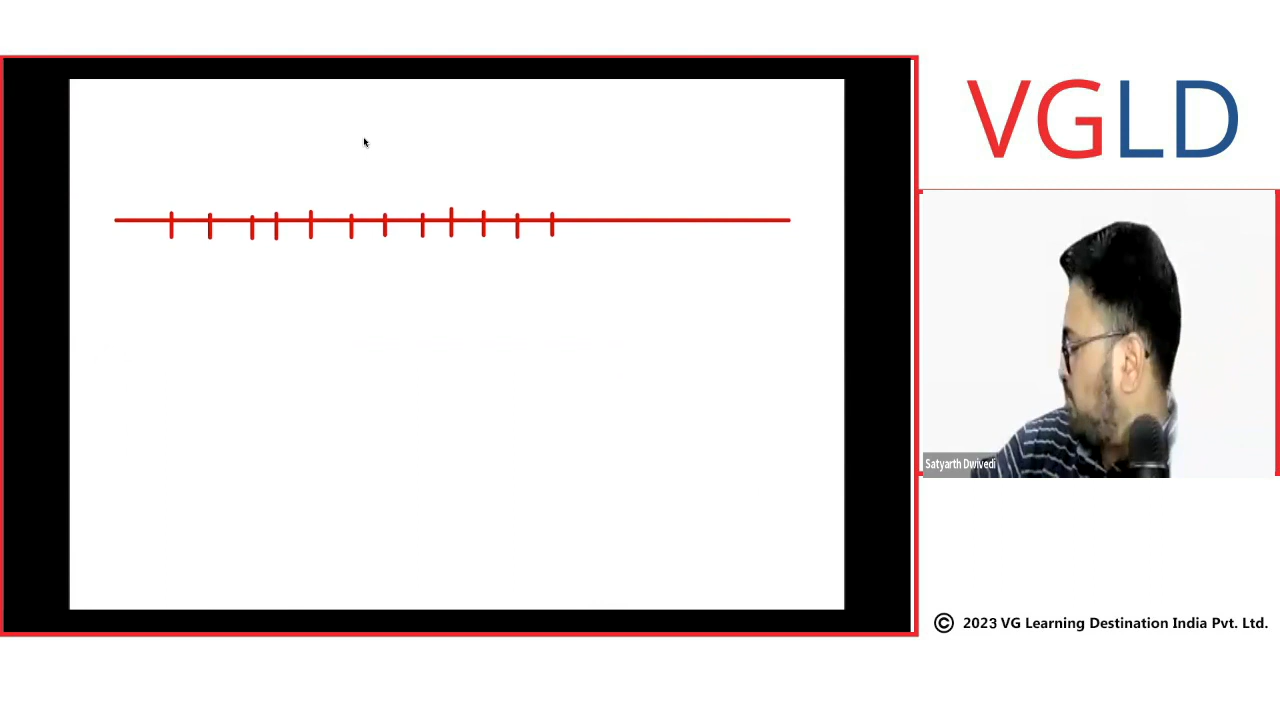 VGLD
Satyarth Dwivedi
© 2023 VG Learning Destination India Pvt. Ltd.